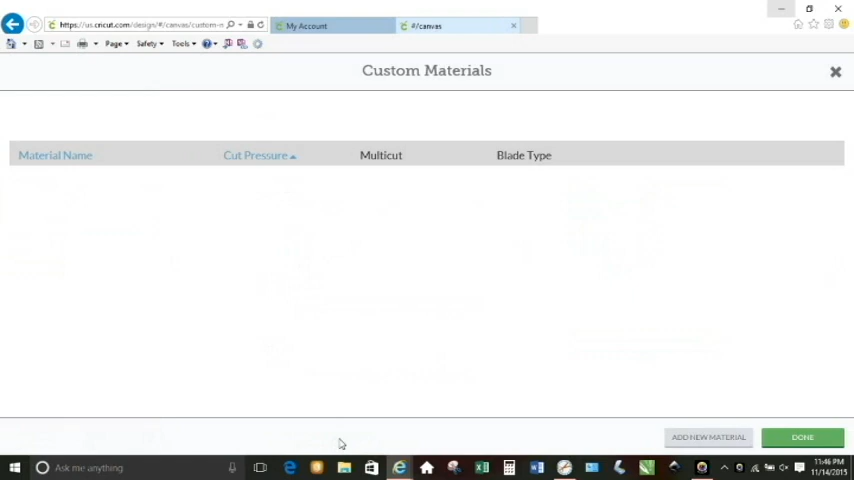 https://us.cricut.com/design/#/canvas/custom-n
My Account
#/canvas
Page
Safety
Tools
Custom Materials
Material Name
Cut Pressure
Multicut
Blade Type
ADD NEW MATERIAL
DONE
Ask me anything
11:46 PM
11/14/2015